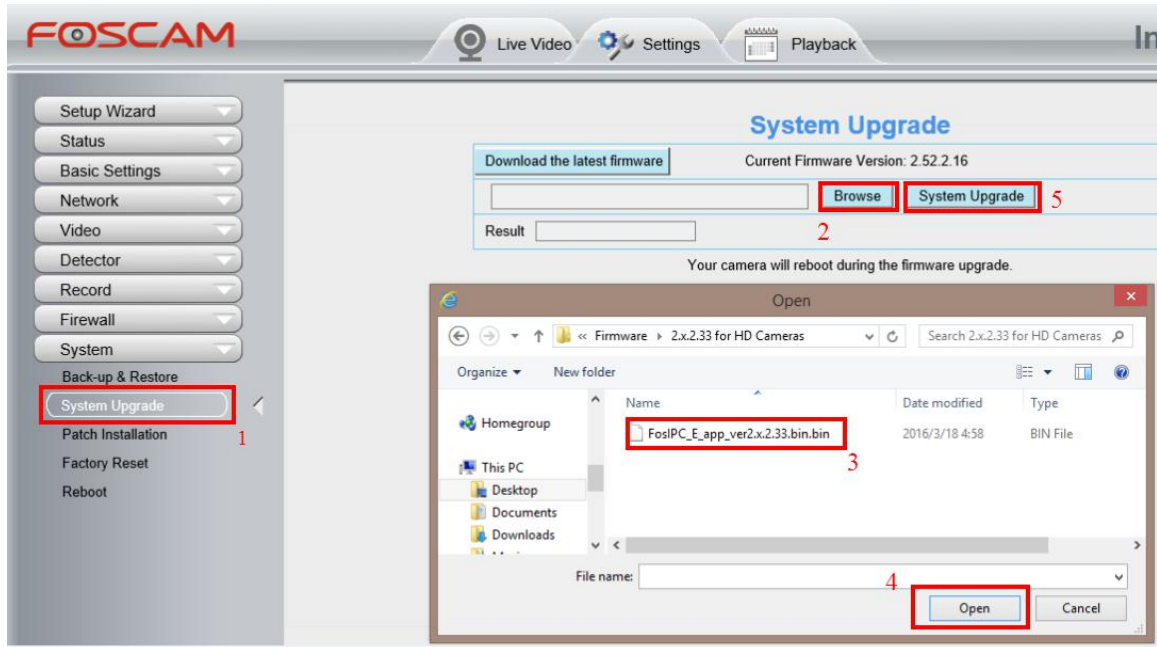 FOSCAM
Live Video
Settings
Playback
Setup Wizard
Status
Basic Settings
Network
Video
Detector
Record
Firewall
System
Back-up & Restore
System Upgrade
1
Patch Installation
Factory Reset
Reboot
System Upgrade
Download the latest firmware
Current Firmware Version: 2.52.2.16
Browse
System Upgrade
5
Result
2
Your camera will reboot during the firmware upgrade.
Open
« Firmware
2.x.2.33 for HD Cameras
Search 2.x.2.33 for HD Cameras
Organize
New folder
Name
Date modified
Type
Homegroup
This PC
Desktop
Documents
Downloads
FosIPC_E_app_ver2.x.2.33.bin.bin
2016/3/18 4:58
BIN File
3
File name:
4
Open
Cancel